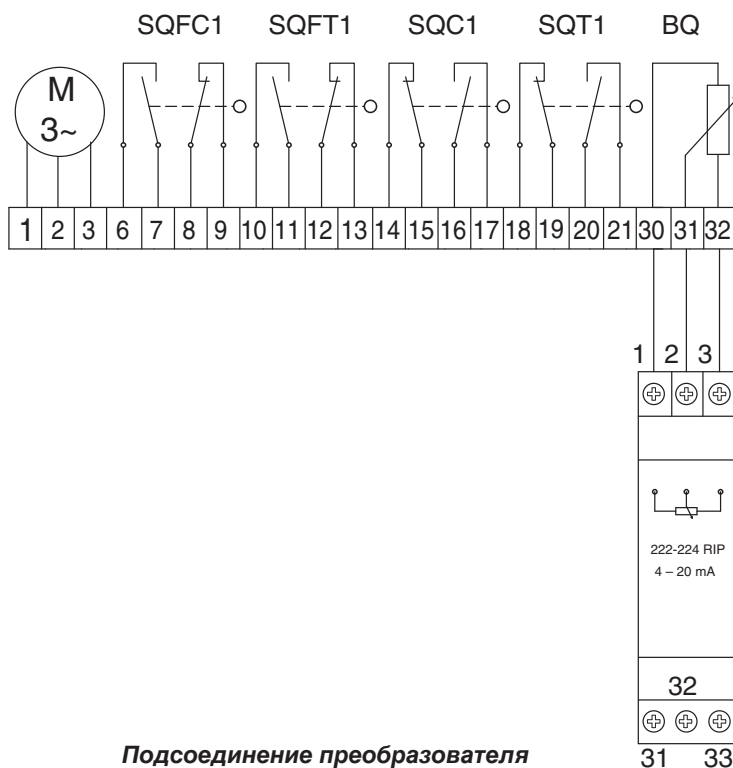 SQFC1 SQFT1 SQC1 SQT1 BQ
M
3~
1 2 3 6 7 8 9 10 11 12 13 14 15 16 17 18 19 20 21 30 31 32
1 2 3
222-224 RIP
4 – 20 mA
32
31 33
Подсоединение преобразователя